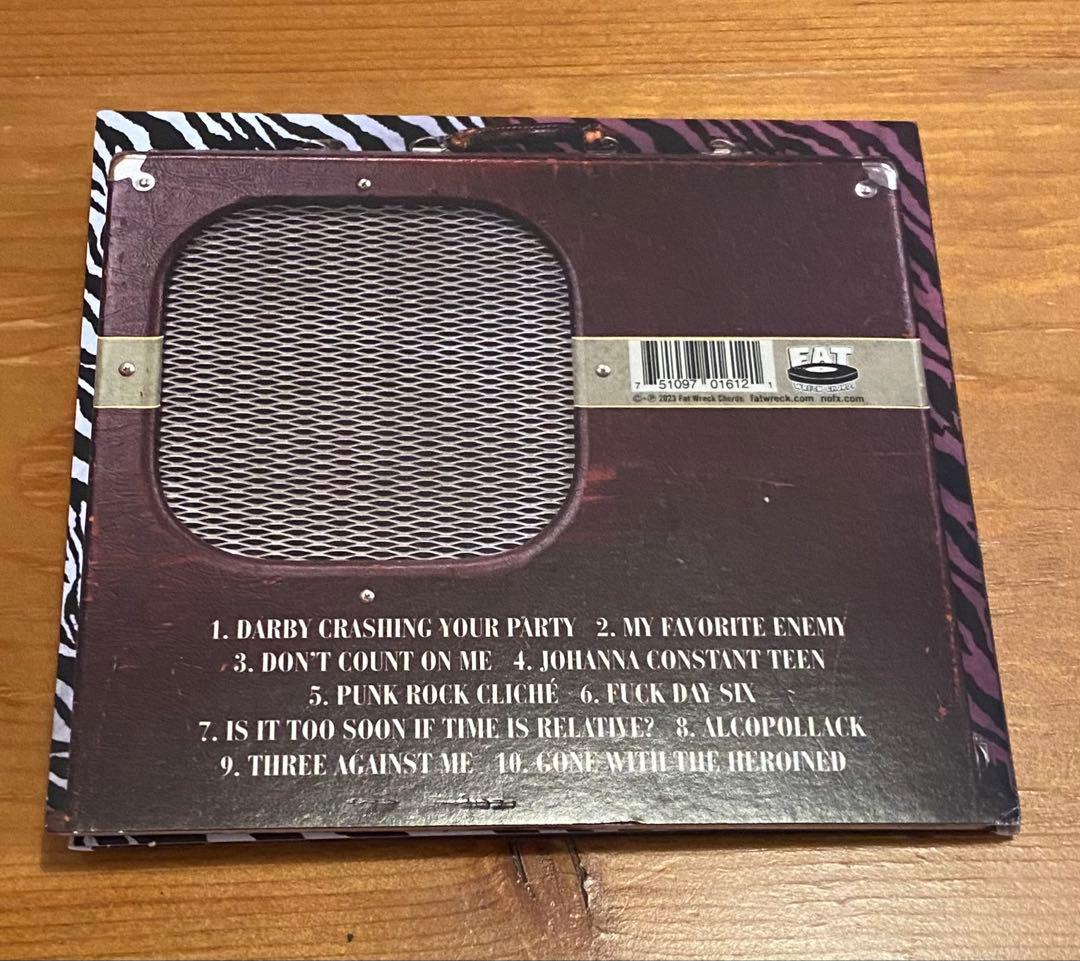 7 51097 01612 1
FAT
WRECK CHORDS
©·℗ 2023 Fat Wreck Chords fatwreck.com nofx.com
1. DARBY CRASHING YOUR PARTY 2. MY FAVORITE ENEMY
3. DON'T COUNT ON ME 4. JOHANNA CONSTANT TEEN
5. PUNK ROCK CLICHÉ 6. FUCK DAY SIX
7. IS IT TOO SOON IF TIME IS RELATIVE? 8. ALCOPOLLACK
9. THREE AGAINST ME 10. GONE WITH THE HEROINED